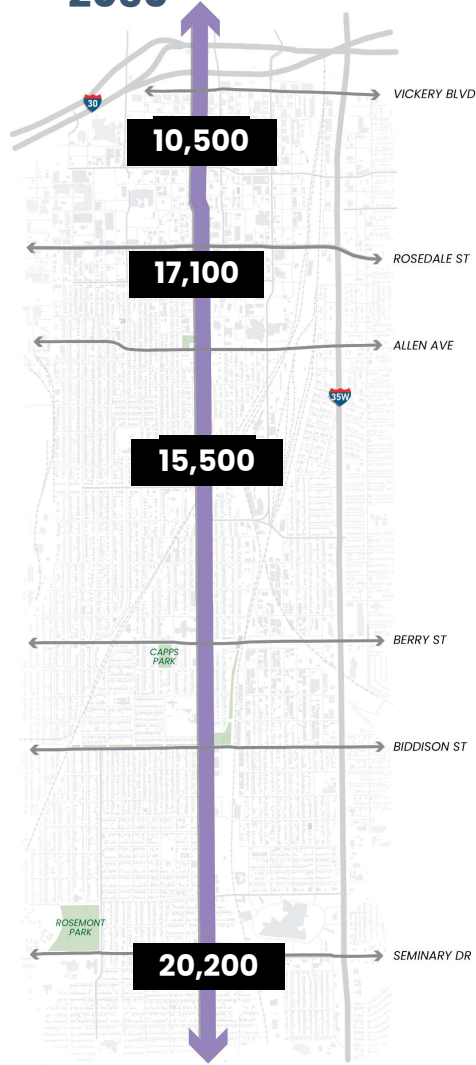 VICKERY BLVD
30
10,500
ROSEDALE ST
17,100
ALLEN AVE
35W
15,500
BERRY ST
CAPPS
PARK
BIDDISON ST
ROSEMONT
PARK
SEMINARY DR
20,200